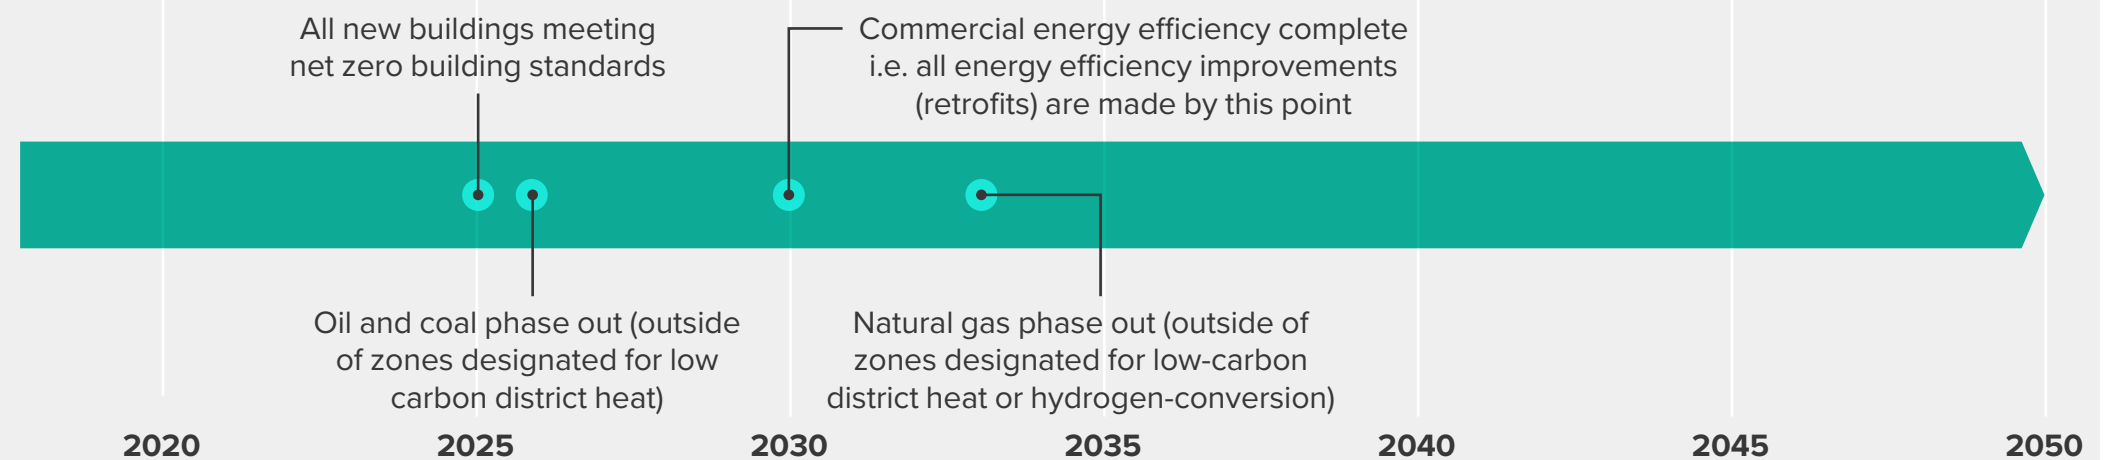 All new buildings meeting
net zero building standards
Commercial energy efficiency complete
i.e. all energy efficiency improvements
(retrofits) are made by this point
Oil and coal phase out (outside
of zones designated for low
carbon district heat)
Natural gas phase out (outside of
zones designated for low-carbon
district heat or hydrogen-conversion)
2020 2025 2030 2035 2040 2045 2050